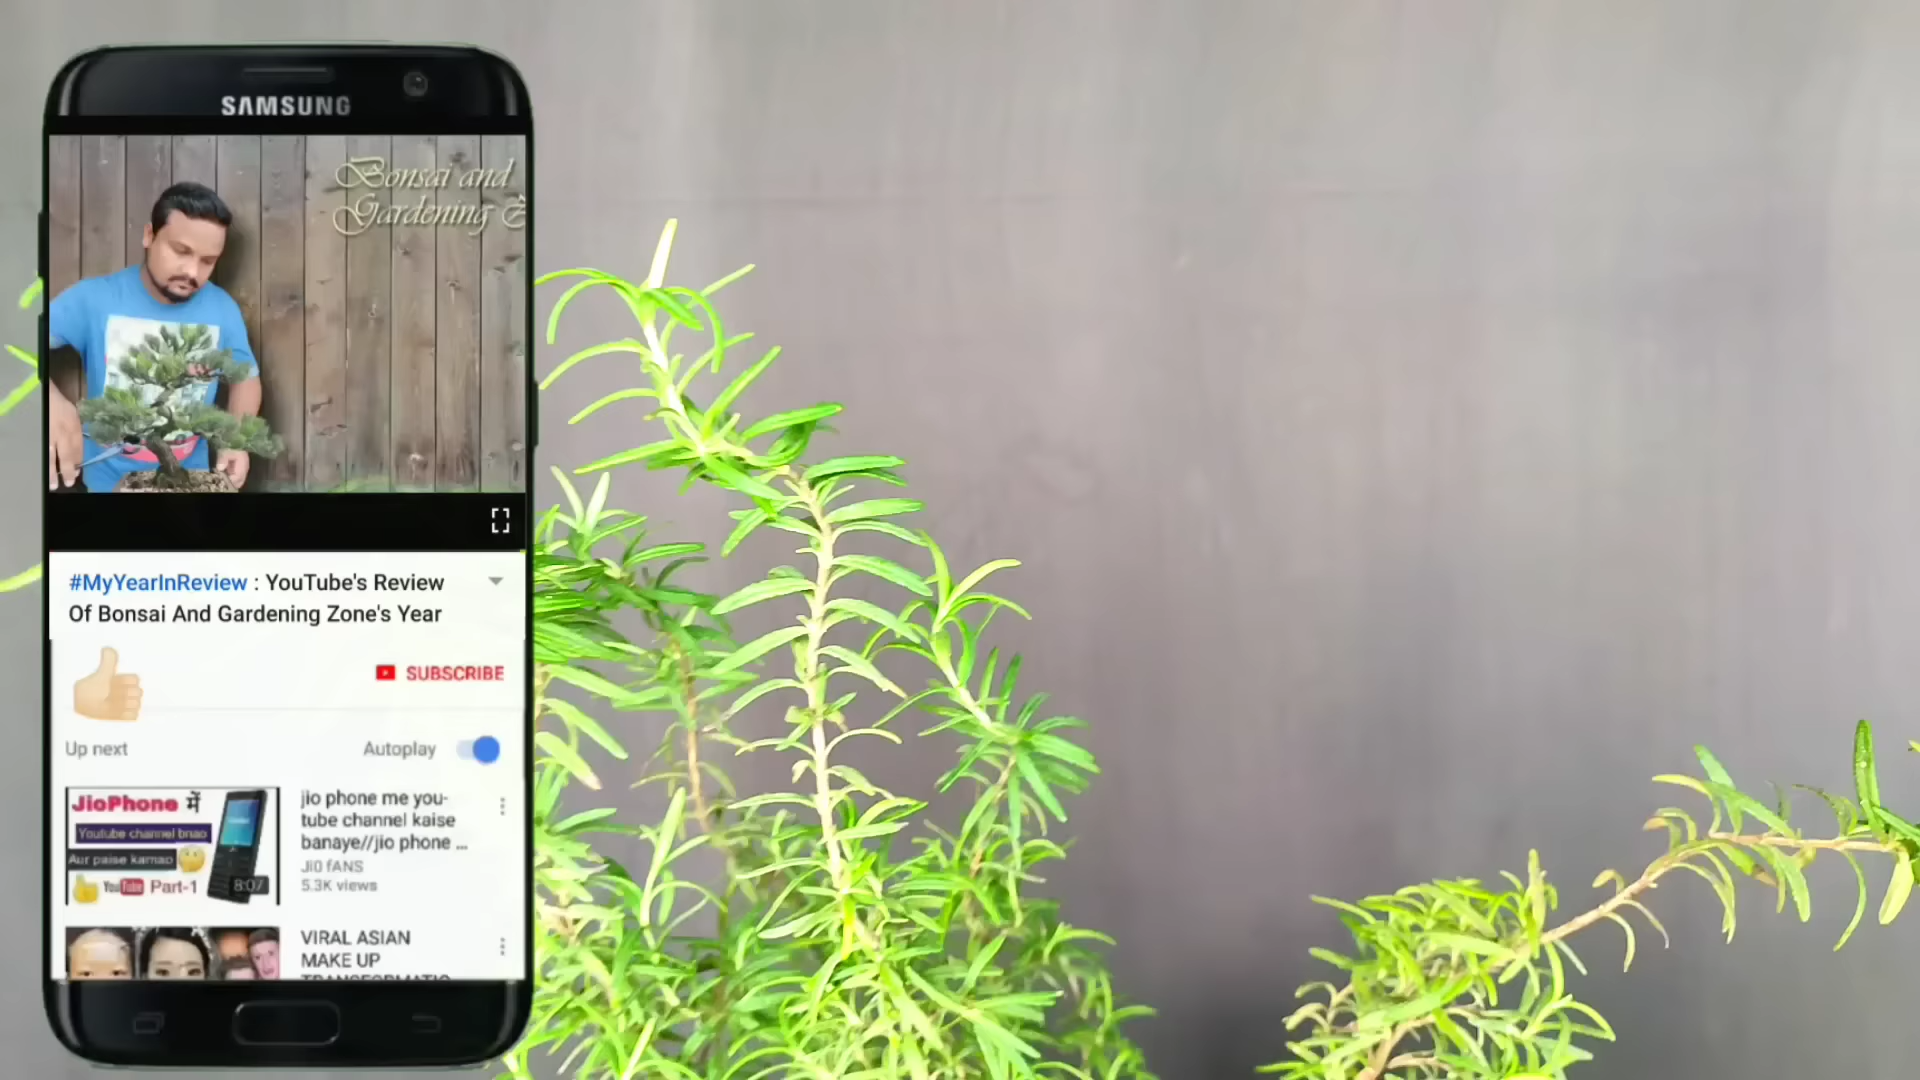 SAMSUNG
Bonsai and
Gardening
#MyYearInReview : YouTube's Review
Of Bonsai And Gardening Zone's Year
SUBSCRIBE
Up next
Autoplay
JioPhone में
Youtube channel bnao
Aur paise kamao
YouTube Part-1
8:07
jio phone me you-
tube channel kaise
banaye//jio phone ...
Ji0 fANS
5.3K views
VIRAL ASIAN
MAKE UP